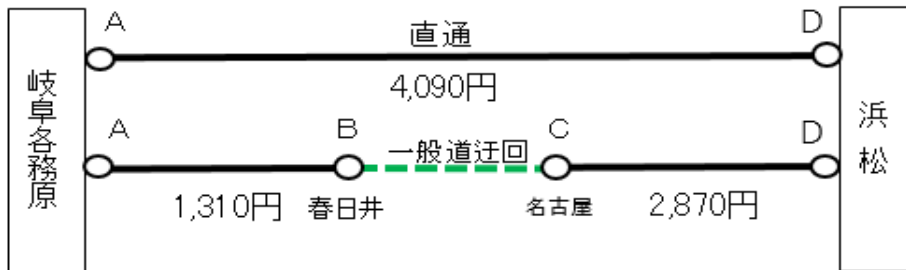 岐阜各務原
A
直通
D
4,090円
A
B
一般道迂回
C
D
1,310円
春日井
名古屋
2,870円
浜松